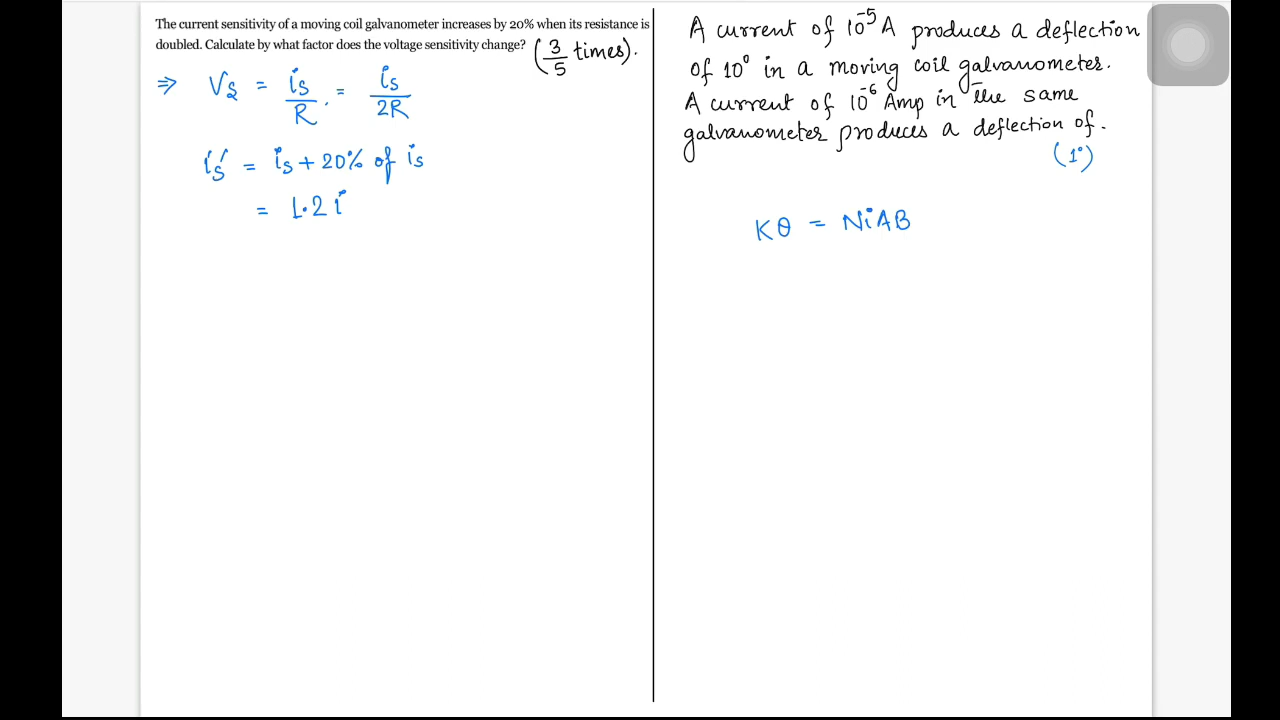 The current sensitivity of a moving coil galvanometer increases by 20% when its resistance is
doubled. Calculate by what factor does the voltage sensitivity change? (3/5 times).
⇒ Vs = is/R . = is/2R
is' = is + 20% of is
= 1.2 i
A current of 10⁻⁵ A produces a deflection
of 10° in a moving coil galvanometer.
A current of 10⁻⁶ Amp in the same
galvanometer produces a deflection of.
(1°)
Kθ = NiAB